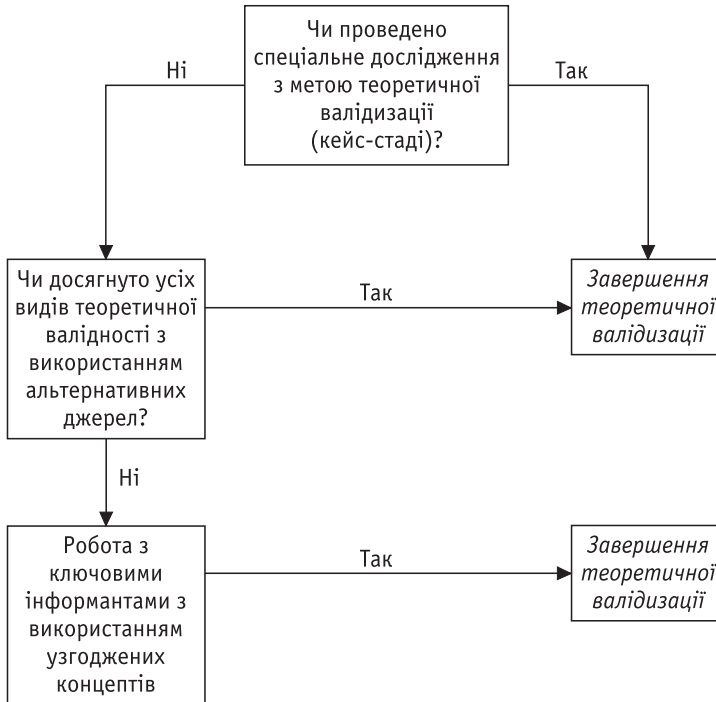 Чи проведено
спеціальне дослідження
з метою теоретичної
валідизації
(кейс-стаді)?
Ні
Так
Чи досягнуто усіх
видів теоретичної
валідності з
використанням
альтернативних
джерел?
Так
Завершення
теоретичної
валідизації
Ні
Робота з
ключовими
інформантами з
використанням
узгоджених
концептів
Так
Завершення
теоретичної
валідизації